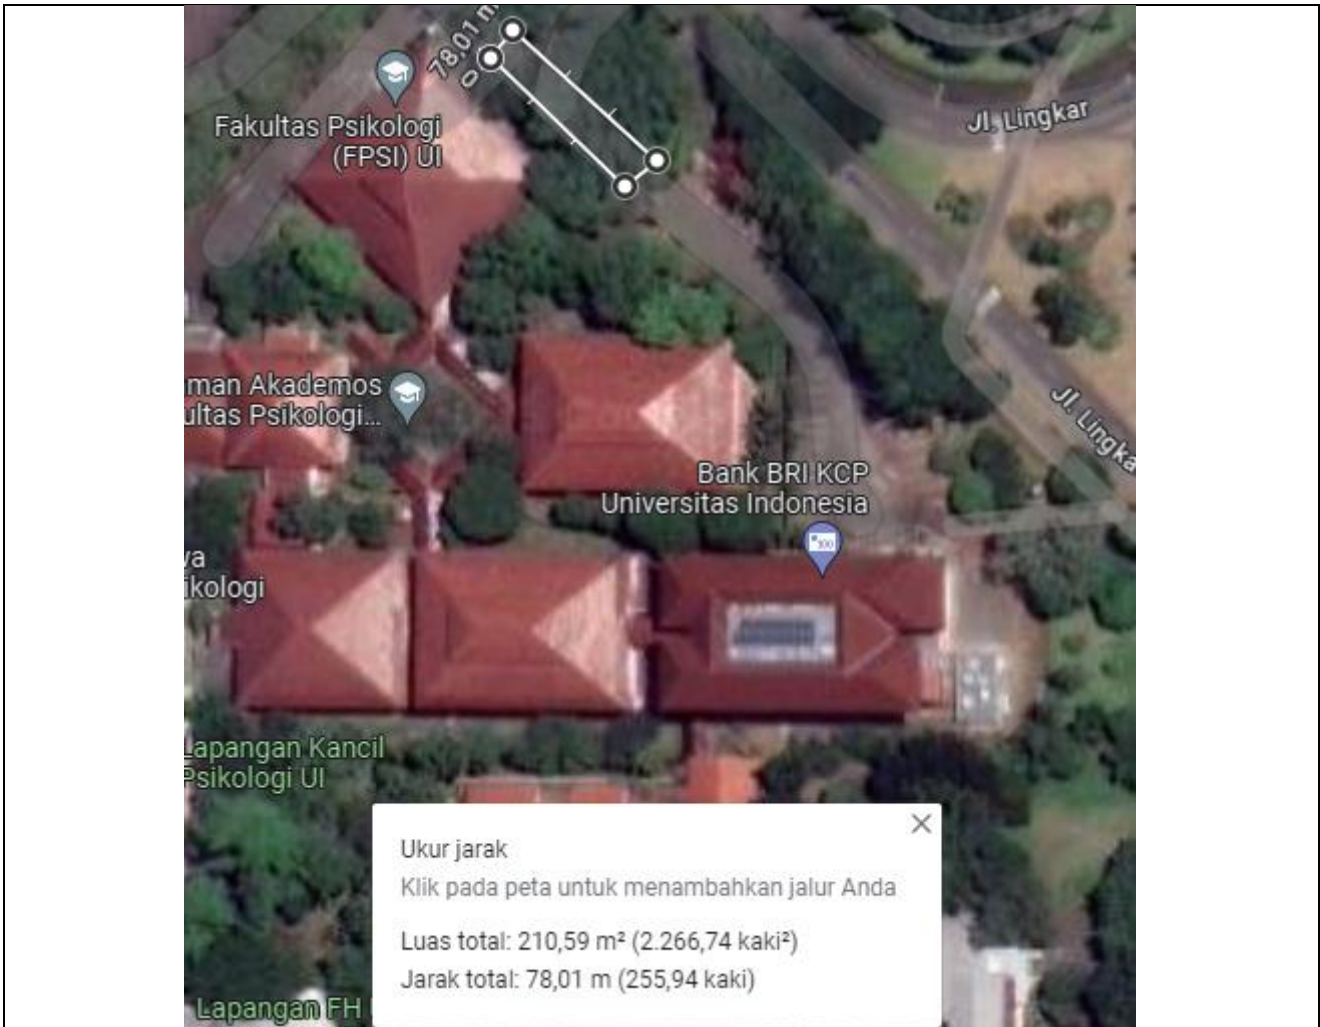 78,01 m
0
Fakultas Psikologi
(FPSI) UI
Jl. Lingkar
man Akademos
ultas Psikologi...
Jl. Lingka
Bank BRI KCP
Universitas Indonesia
a
ikologi
Lapangan Kancil
Psikologi UI
Ukur jarak
Klik pada peta untuk menambahkan jalur Anda
Luas total: 210,59 m² (2.266,74 kaki²)
Jarak total: 78,01 m (255,94 kaki)
Lapangan FH